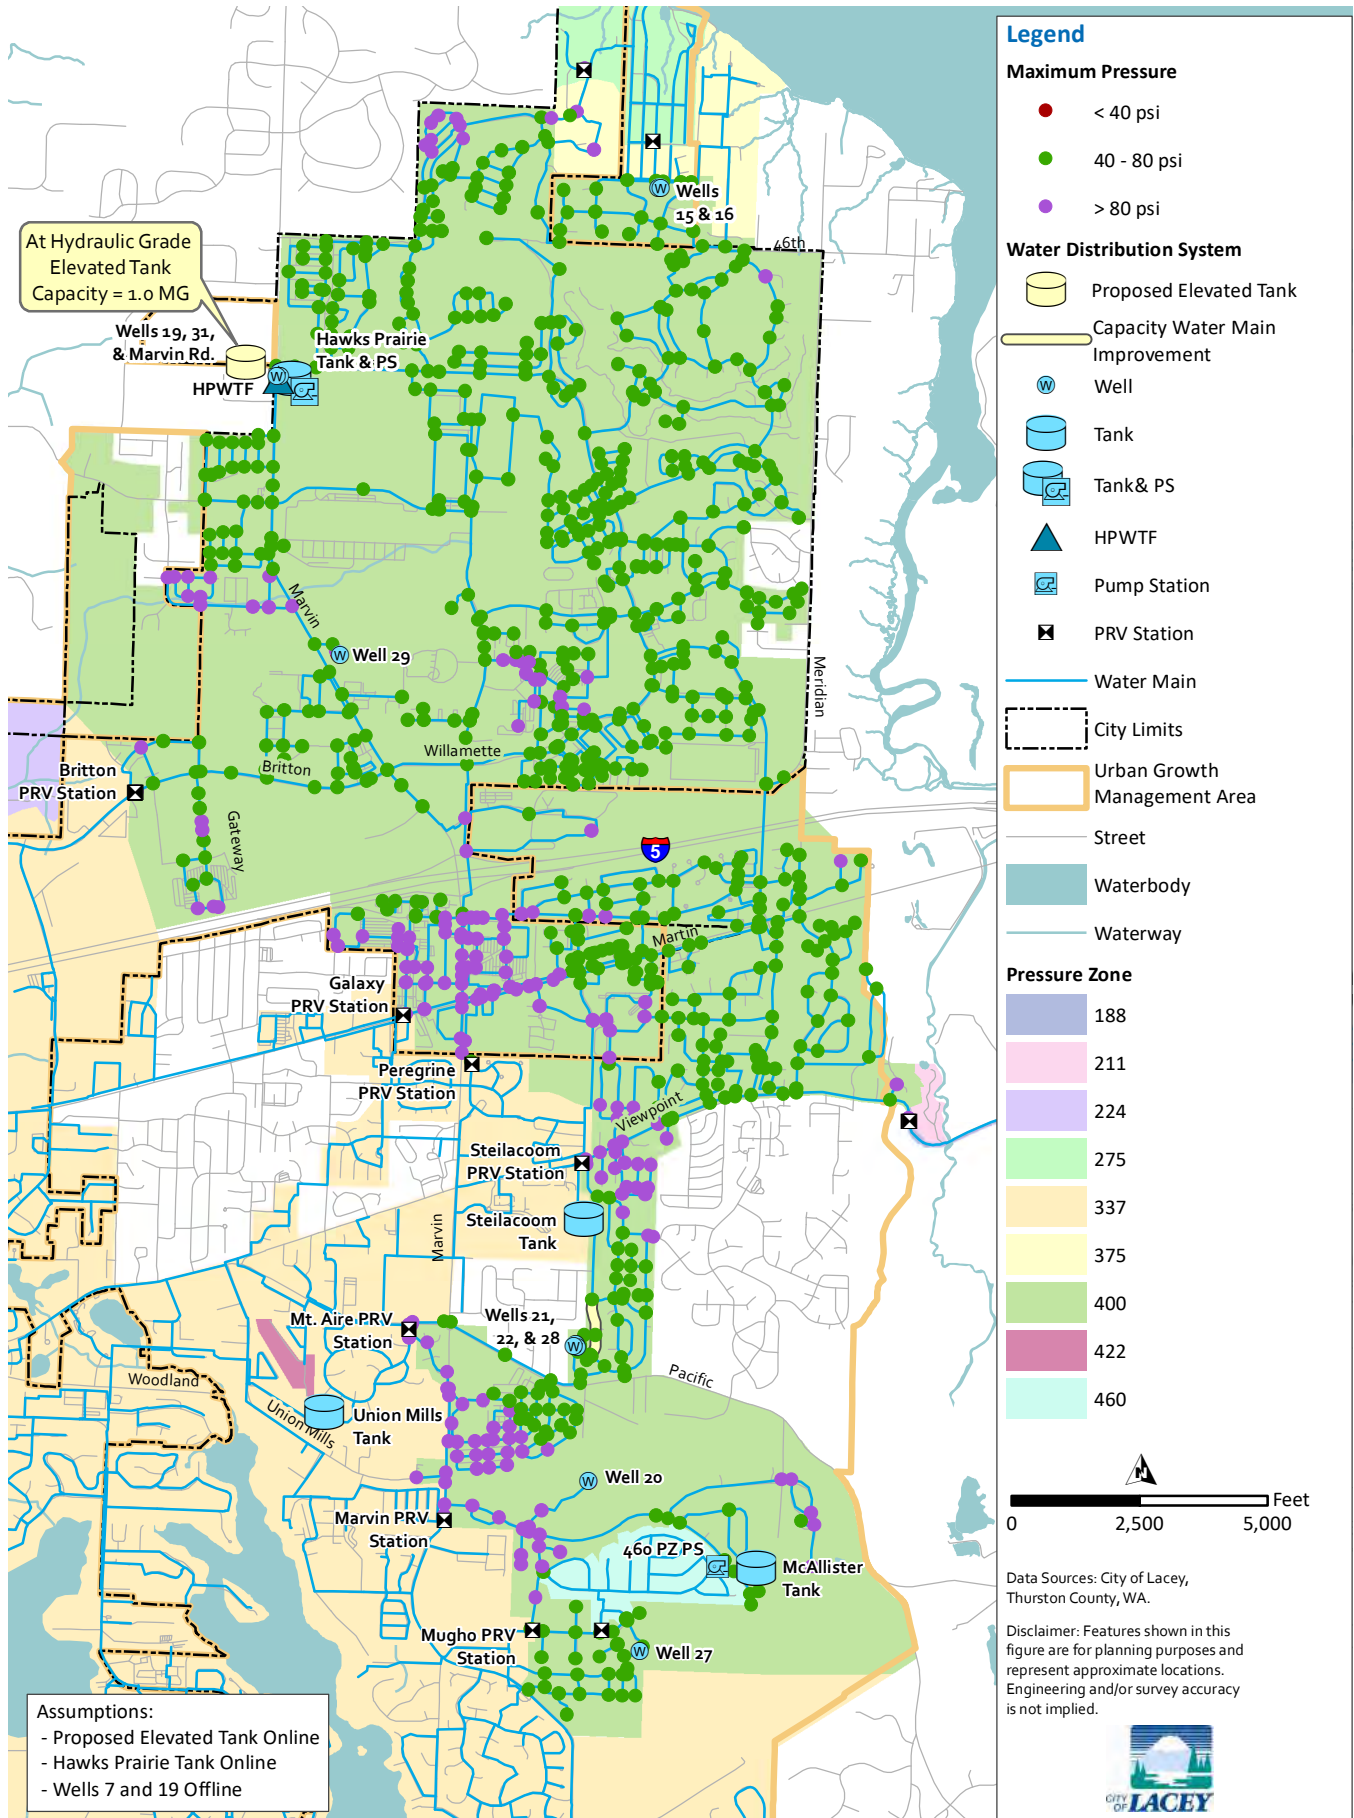 46th
Wells
15 & 16
At Hydraulic Grade
Elevated Tank
Capacity = 1.0 MG
Wells 19, 31,
& Marvin Rd.
HPWTF
Hawks Prairie
Tank & PS
Marvin
Well 29
Meridian
Willamette
Britton
Britton
PRV Station
Gateway
5
Martin
Galaxy
PRV Station
Peregrine
PRV Station
Viewpoint
Steilacoom
PRV Station
Steilacoom
Tank
Marvin
Wells 21,
22, & 28
Mt. Aire PRV
Station
Pacific
Woodland
Union Mills
Union Mills
Tank
Well 20
Marvin PRV
Station
460 PZ PS
McAllister
Tank
Mugho PRV
Station
Well 27
Assumptions:
- Proposed Elevated Tank Online
- Hawks Prairie Tank Online
- Wells 7 and 19 Offline
Legend
Maximum Pressure
< 40 psi
40 - 80 psi
> 80 psi
Water Distribution System
Proposed Elevated Tank
Capacity Water Main
Improvement
W Well
Tank
Tank& PS
HPWTF
Pump Station
PRV Station
Water Main
City Limits
Urban Growth
Management Area
Street
Waterbody
Waterway
Pressure Zone
188
211
224
275
337
375
400
422
460
N
Feet
0 2,500 5,000
Data Sources: City of Lacey,
Thurston County, WA.
Disclaimer: Features shown in this
figure are for planning purposes and
represent approximate locations.
Engineering and/or survey accuracy
is not implied.
CITY OF LACEY